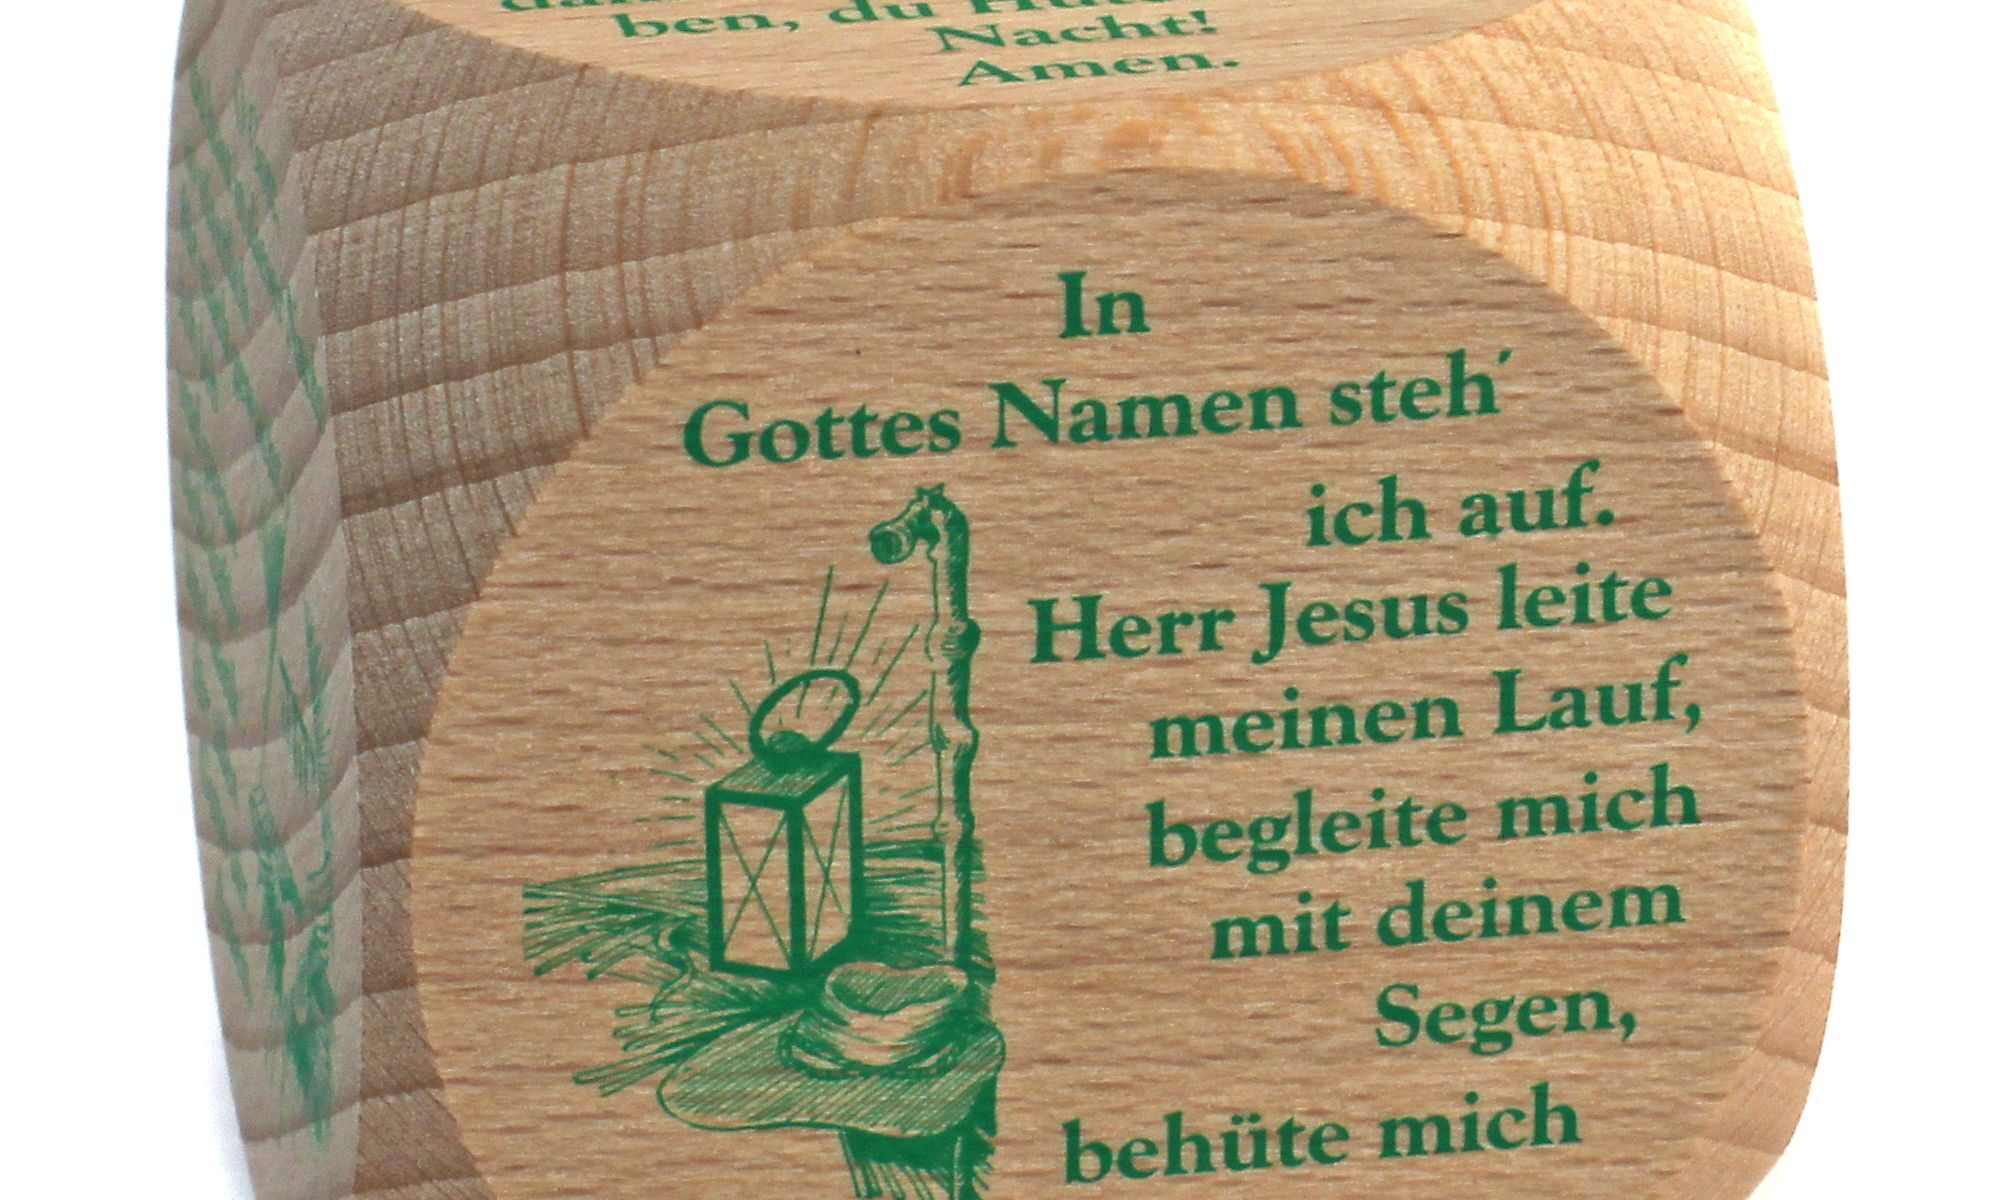 ben, du
Nacht!
Amen.
In
Gottes Namen steh´
ich auf.
Herr Jesus leite
meinen Lauf,
begleite mich
mit deinem
Segen,
behüte mich